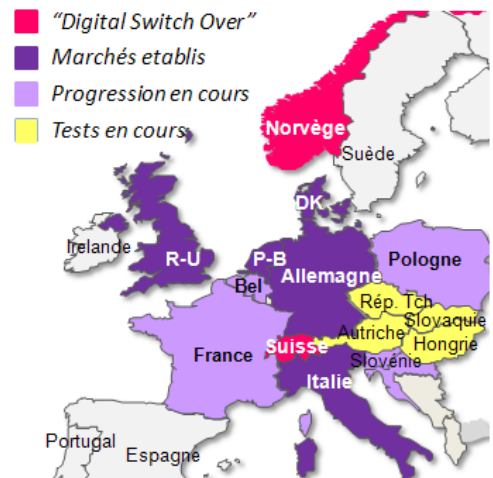 “Digital Switch Over”
Marchés etablis
Progression en cours
Tests en cours
Norvège
Suède
DK
Irlande
R-U
P-B
Allemagne
Pologne
Bel
Rép. Tch
Slovaquie
Autriche
Hongrie
France
Suisse
Slovénie
Italie
Portugal
Espagne